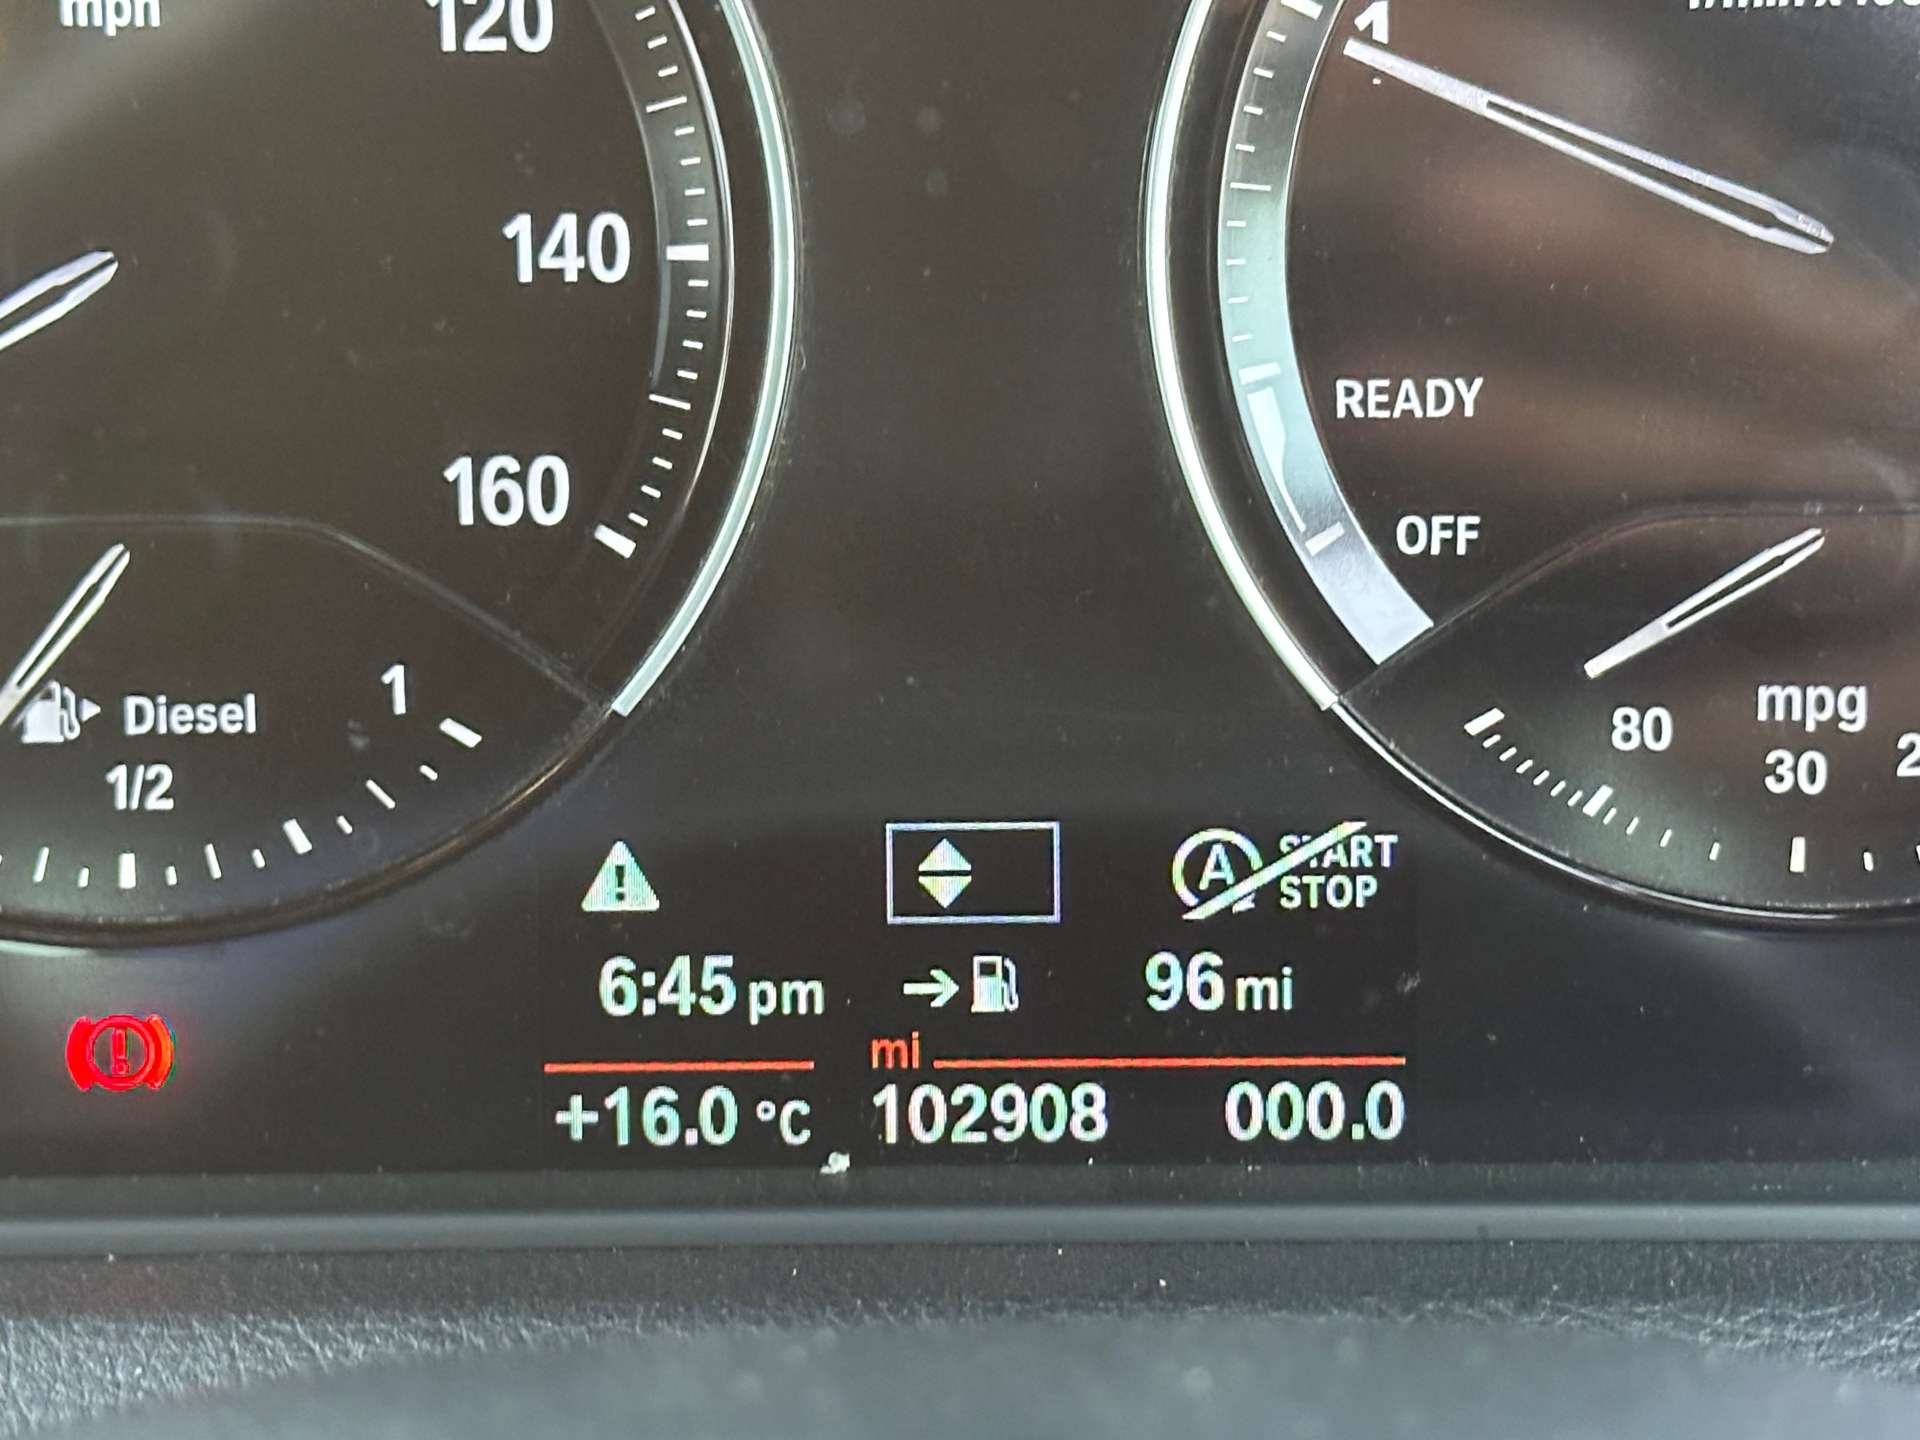 mph
120
140
160
Diesel
1
1/2
1
READY
OFF
80
mpg
30
A
START
STOP
6:45 pm
96 mi
mi
+16.0 °C
102908
000.0